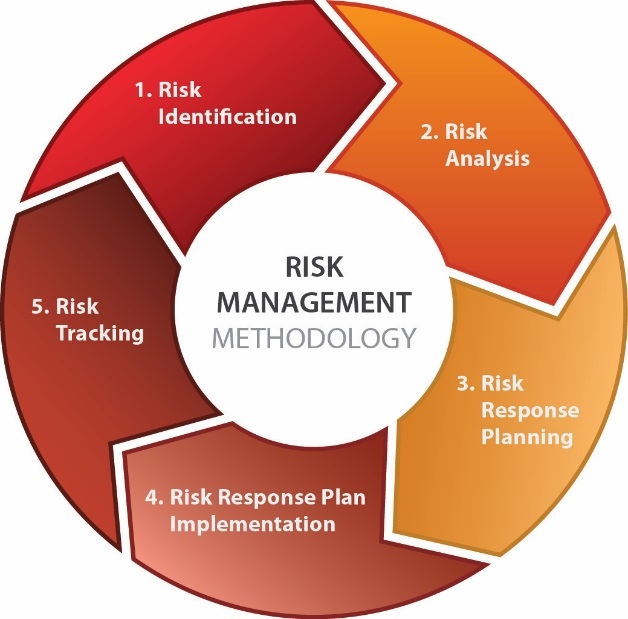 1. Risk
Identification
2. Risk
Analysis
3. Risk
Response
Planning
4. Risk Response Plan
Implementation
5. Risk
Tracking
RISK
MANAGEMENT
METHODOLOGY